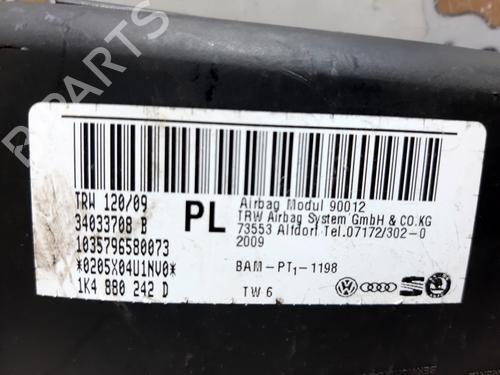 B-PARTS
TRW 120/09
34033708 B
1035796580073
*0205X04U1NV0*
1K4 880 242 D
PL
Airbag Modul 90012
TRW Airbag System GmbH & CO.KG
73553 Alfdorf Tel.07172/302-0
2009
BAM-PT1-1198
TW 6